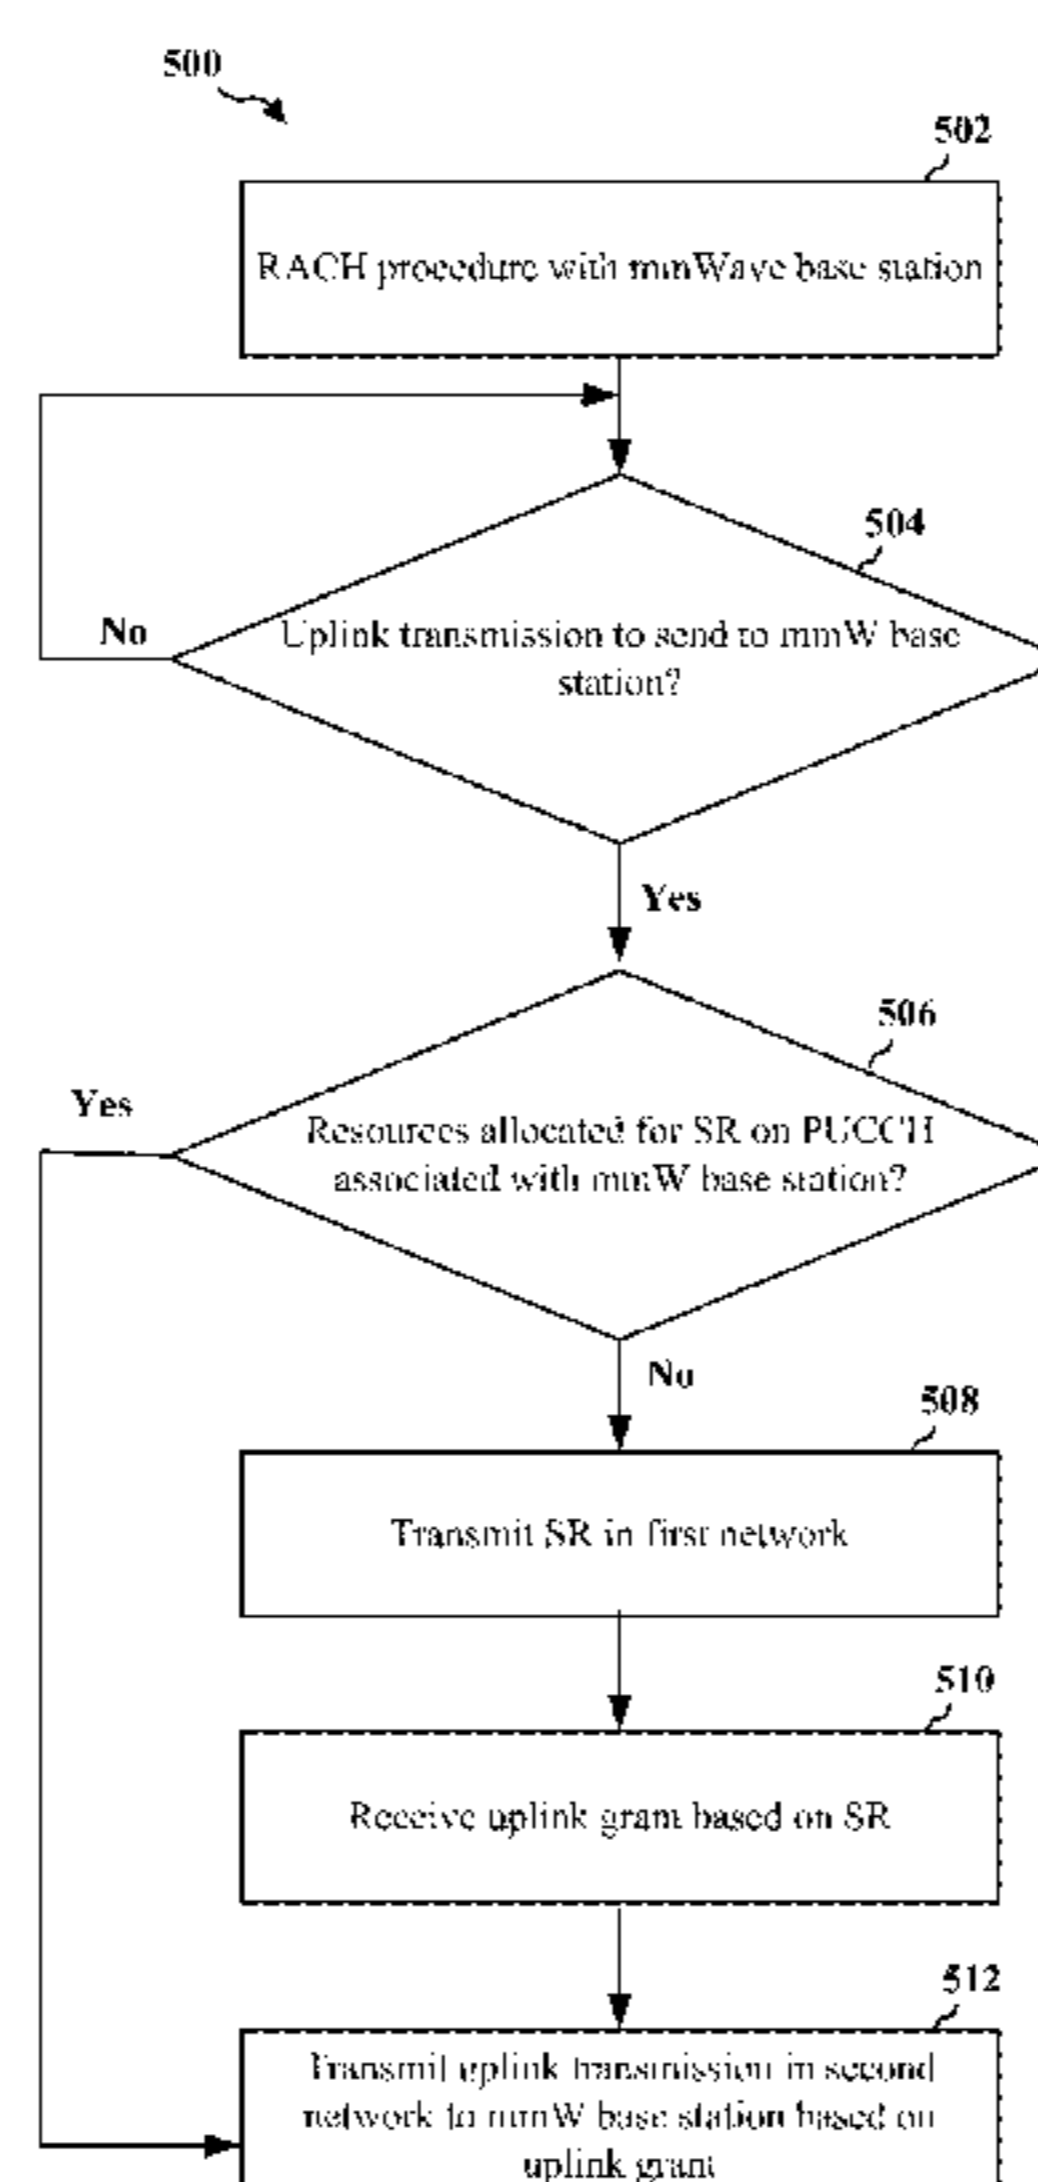 500
502
RACH procedure with mmWave base station
504
No
Uplink transmission to send to mmW base
station?
Yes
506
Yes
Resources allocated for SR on PUCCH
associated with mmW base station?
No
508
Transmit SR in first network
510
Receive uplink grant based on SR
512
Transmit uplink transmission in second
network to mmW base station based on
uplink grant